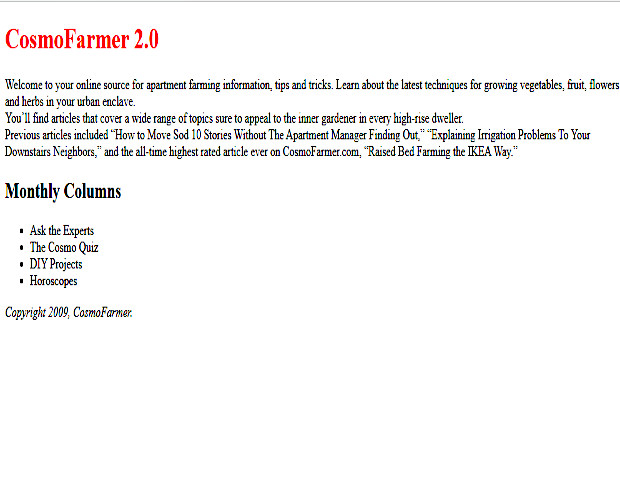 CosmoFarmer 2.0
Welcome to your online source for apartment farming information, tips and tricks. Learn about the latest techniques for growing vegetables, fruit, flowers
and herbs in your urban enclave.
You’ll find articles that cover a wide range of topics sure to appeal to the inner gardener in every high-rise dweller.
Previous articles included “How to Move Sod 10 Stories Without The Apartment Manager Finding Out,” “Explaining Irrigation Problems To Your
Downstairs Neighbors,” and the all-time highest rated article ever on CosmoFarmer.com, “Raised Bed Farming the IKEA Way.”
Monthly Columns
• Ask the Experts
• The Cosmo Quiz
• DIY Projects
• Horoscopes
Copyright 2009, CosmoFarmer.